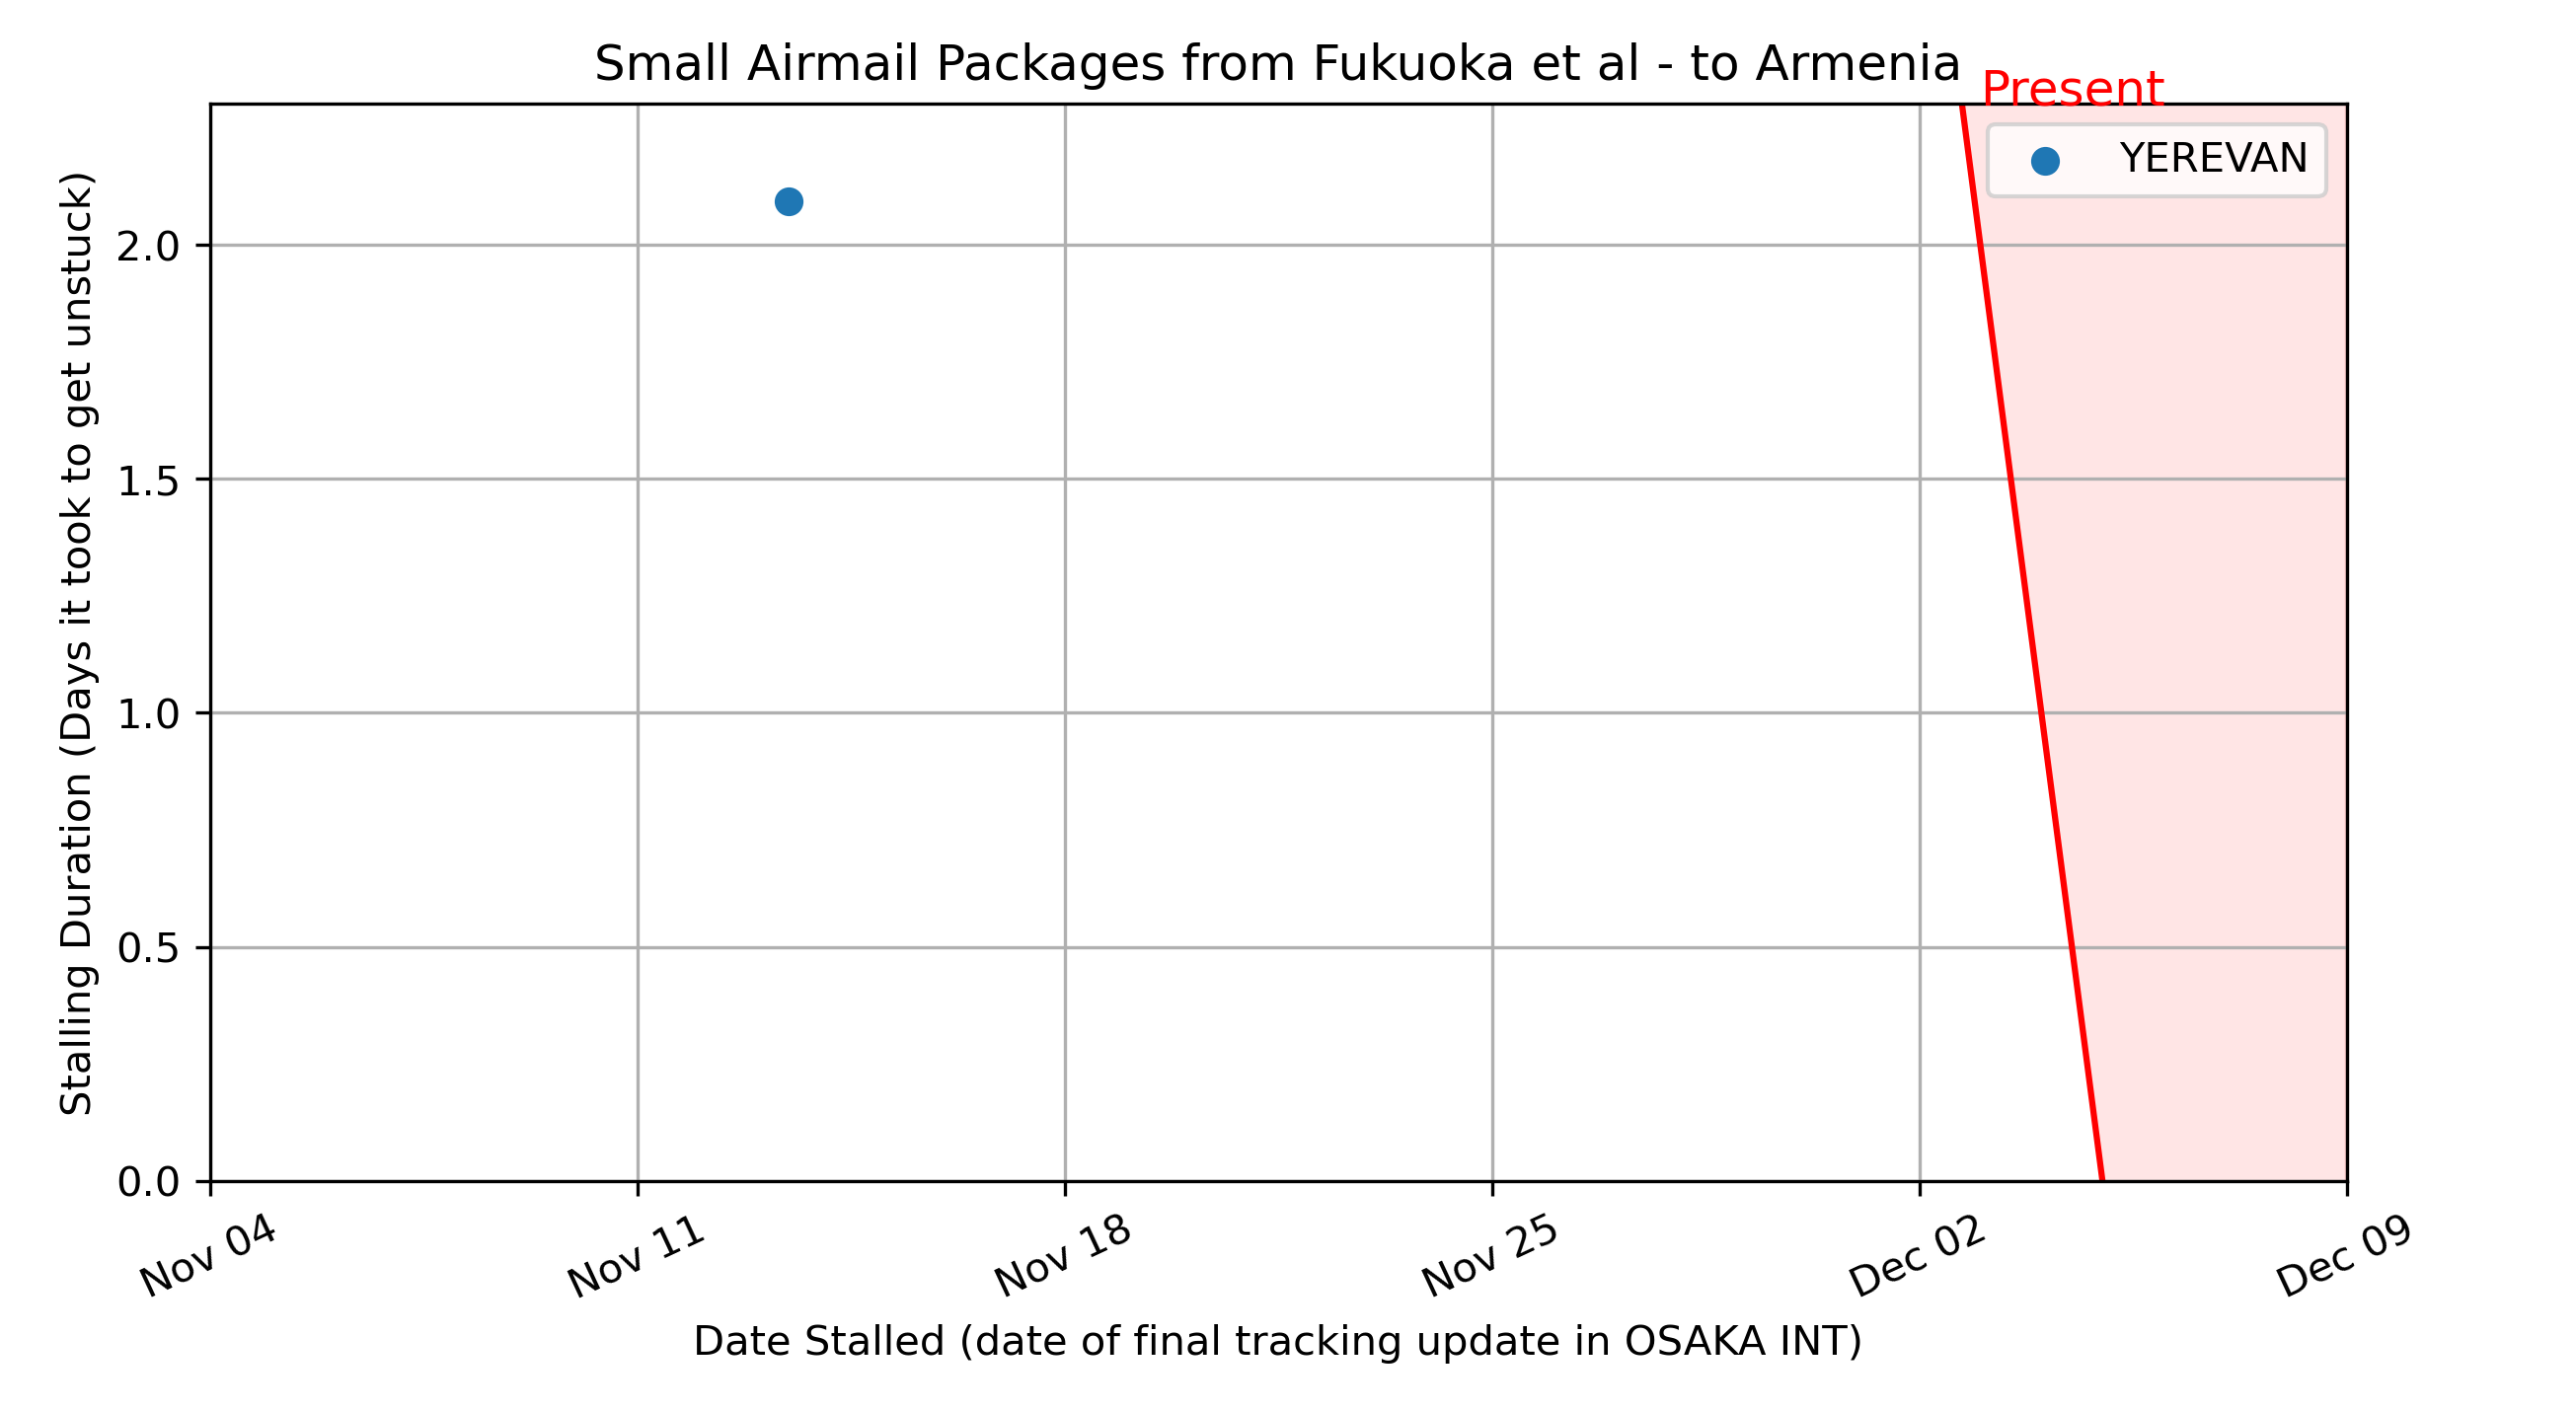 Small Airmail Packages from Fukuoka et al - to Armenia
Present
YEREVAN
Stalling Duration (Days it took to get unstuck)
2.0
1.5
1.0
0.5
0.0
Nov 04
Nov 11
Nov 18
Nov 25
Dec 02
Dec 09
Date Stalled (date of final tracking update in OSAKA INT)